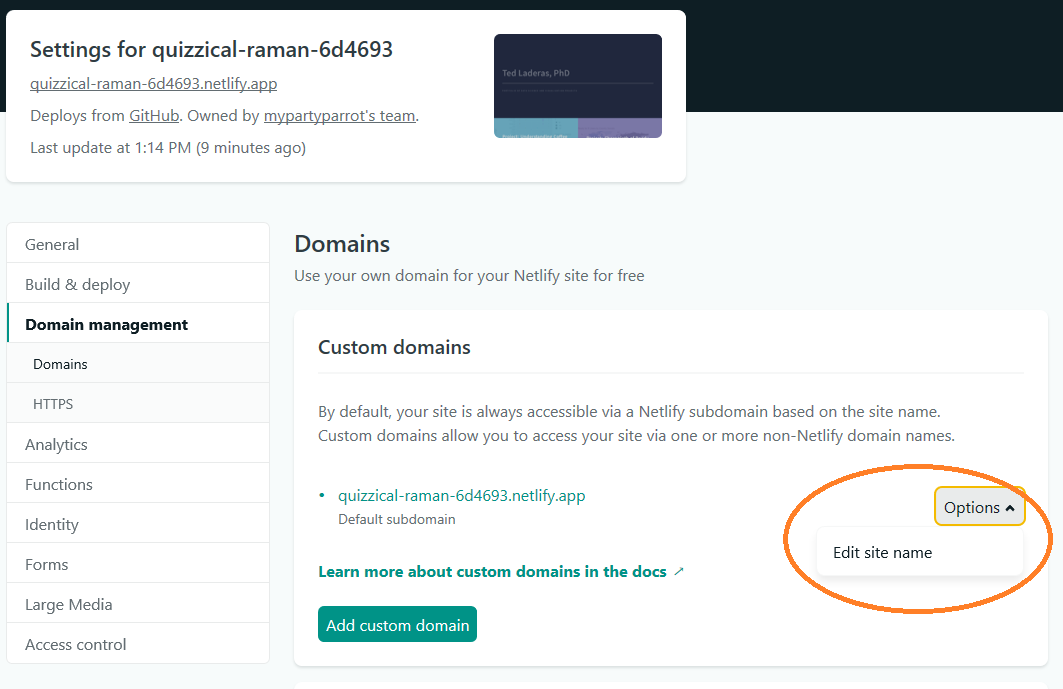 Settings for quizzical-raman-6d4693
quizzical-raman-6d4693.netlify.app
Deploys from GitHub. Owned by mypartyparrot's team.
Last update at 1:14 PM (9 minutes ago)
Ted Laderas, PhD
General
Build & deploy
Domain management
Domains
HTTPS
Analytics
Functions
Identity
Forms
Large Media
Access control
Domains
Use your own domain for your Netlify site for free
Custom domains
By default, your site is always accessible via a Netlify subdomain based on the site name.
Custom domains allow you to access your site via one or more non-Netlify domain names.
• quizzical-raman-6d4693.netlify.app
Default subdomain
Options
Edit site name
Learn more about custom domains in the docs ↗
Add custom domain